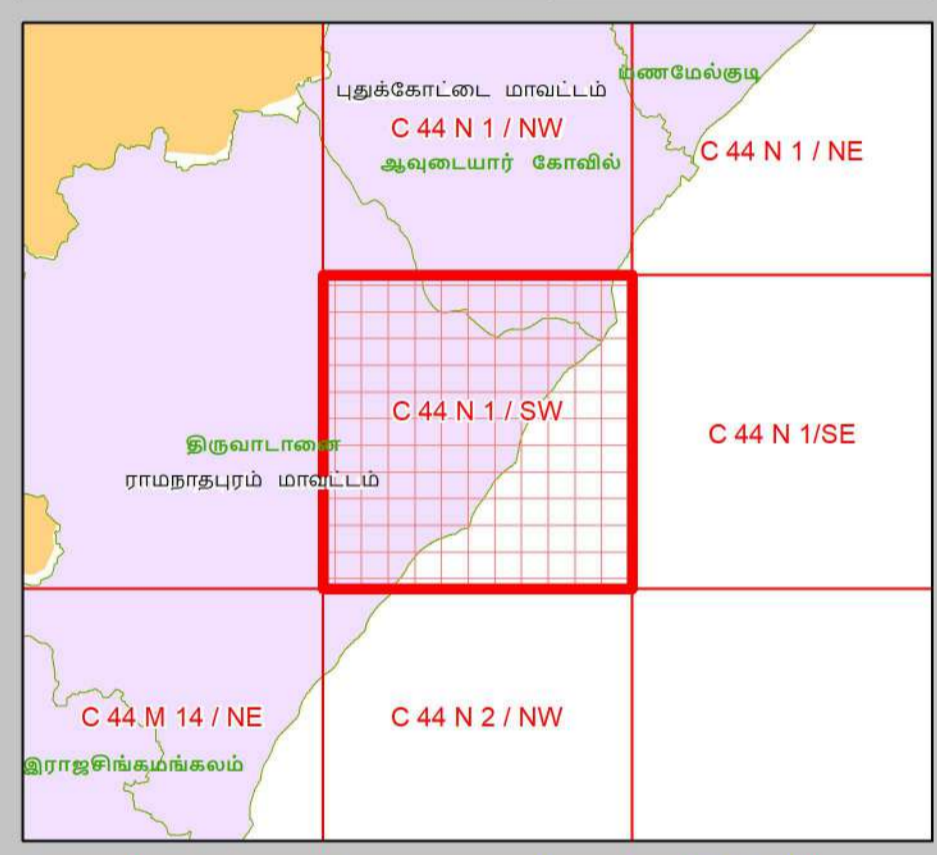 மணமேல்குடி
புதுக்கோட்டை மாவட்டம்
C 44 N 1 / NW
C 44 N 1 / NE
ஆவுடையார் கோவில்
C 44 N 1 / SW
C 44 N 1/SE
திருவாடானை
ராமநாதபுரம் மாவட்டம்
C 44 M 14 / NE
C 44 N 2 / NW
இராஜசிங்கமங்கலம்